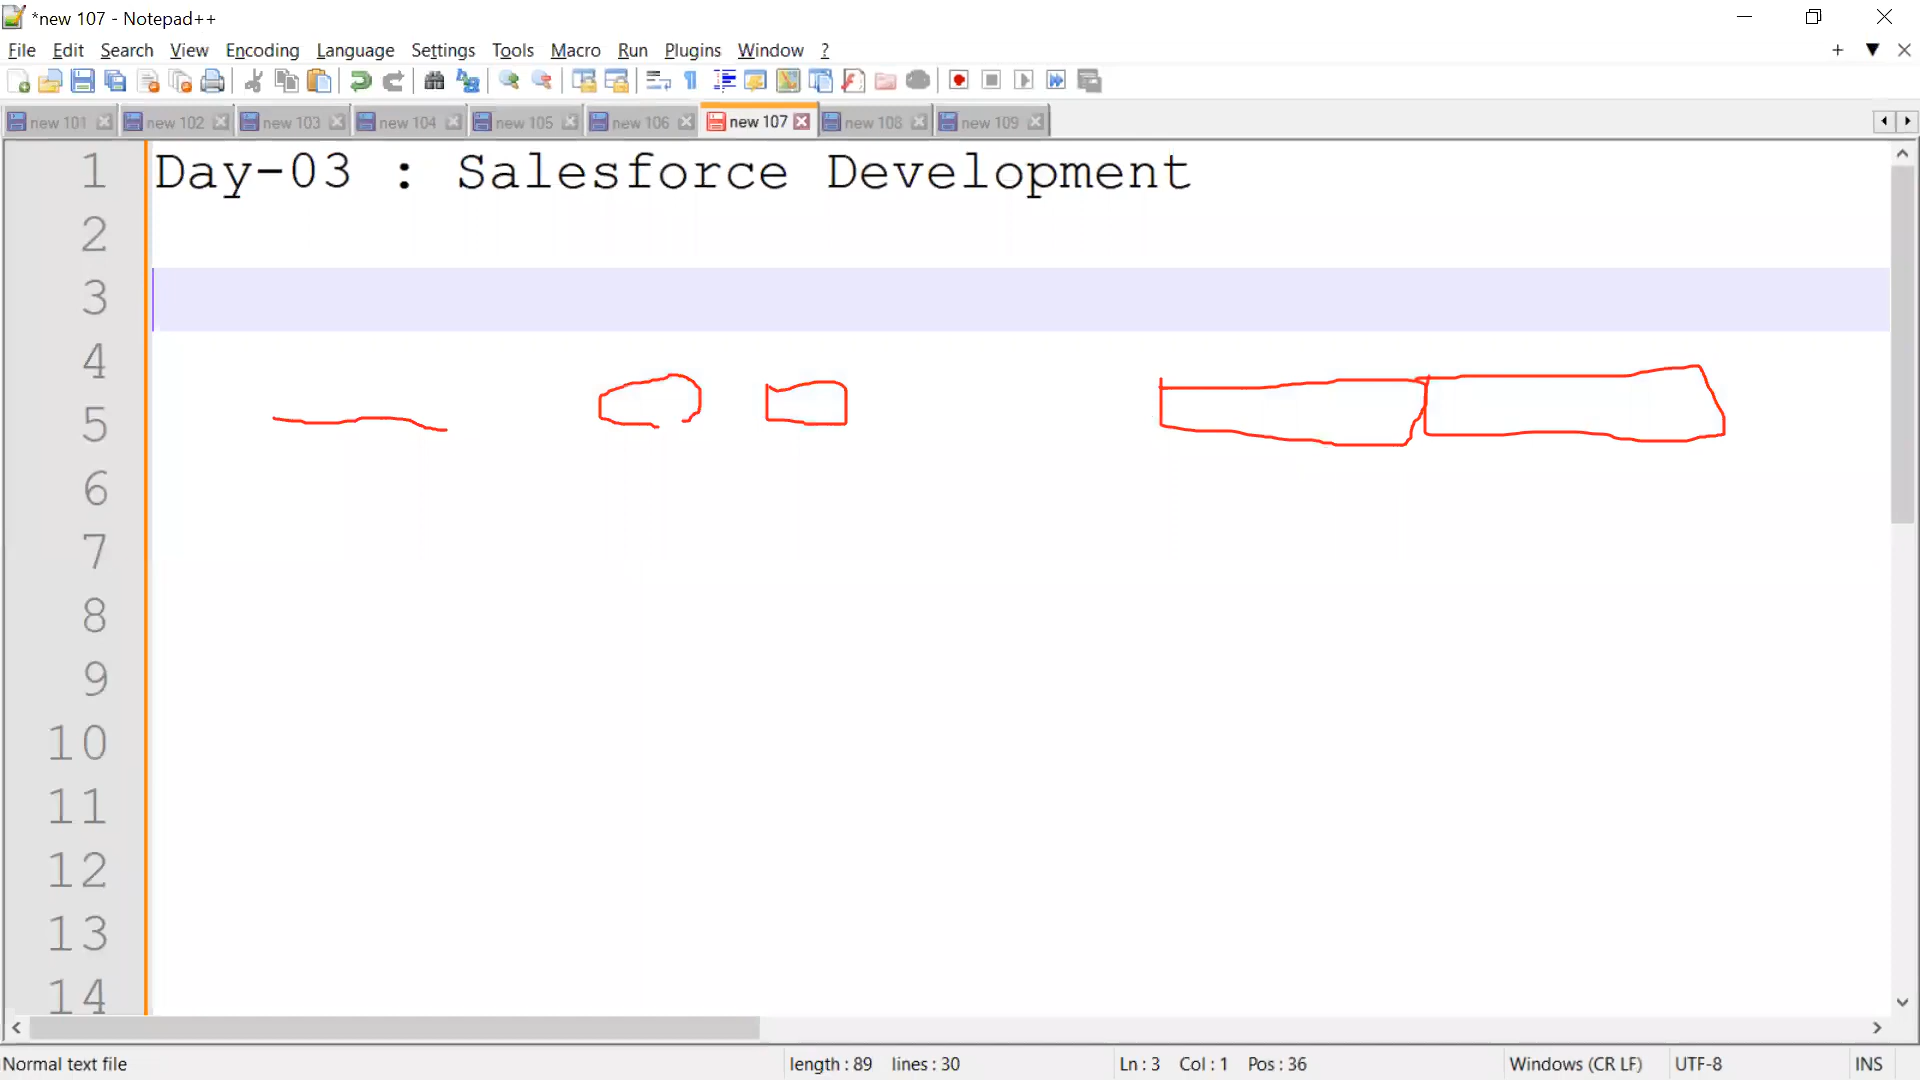 *new 107 - Notepad++
File Edit Search View Encoding Language Settings Tools Macro Run Plugins Window ?
new 101 new 102 new 103 new 104 new 105 new 106 new 107 new 108 new 109
1 Day-03 : Salesforce Development
2
3
4
5
6
7
8
9
10
11
12
13
14
Normal text file length : 89 lines : 30 Ln : 3 Col : 1 Pos : 36 Windows (CR LF) UTF-8 INS